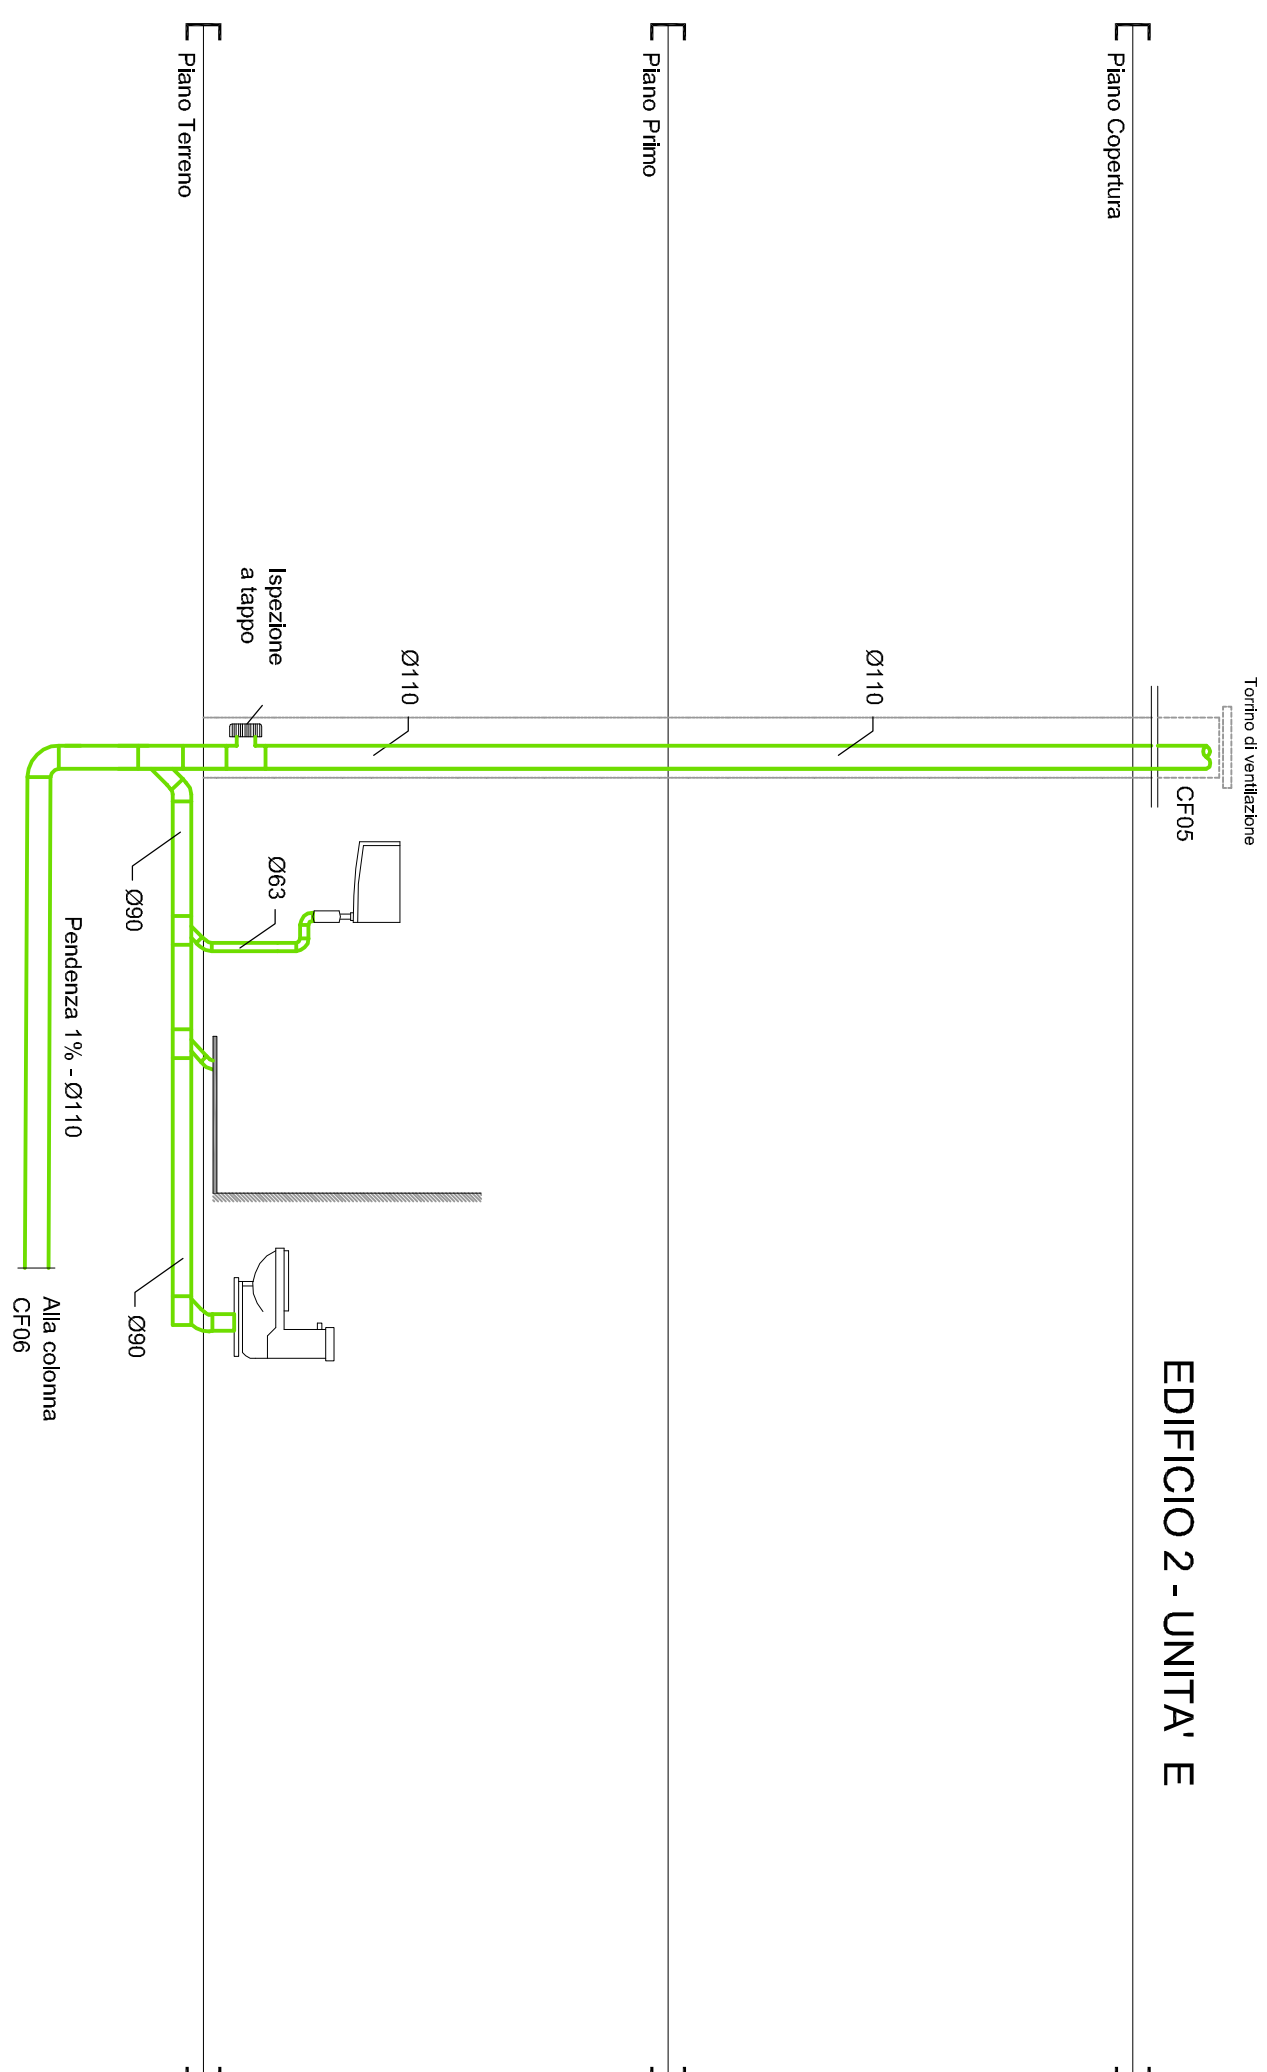 Torrino di ventilazione
CF05
EDIFICIO 2 - UNITA' E
Piano Copertura
Ø110
Piano Primo
Ø110
Ispezione
a tappo
Ø63
Piano Terreno
Ø90
Ø90
Pendenza 1% - Ø110
Alla colonna
CF06